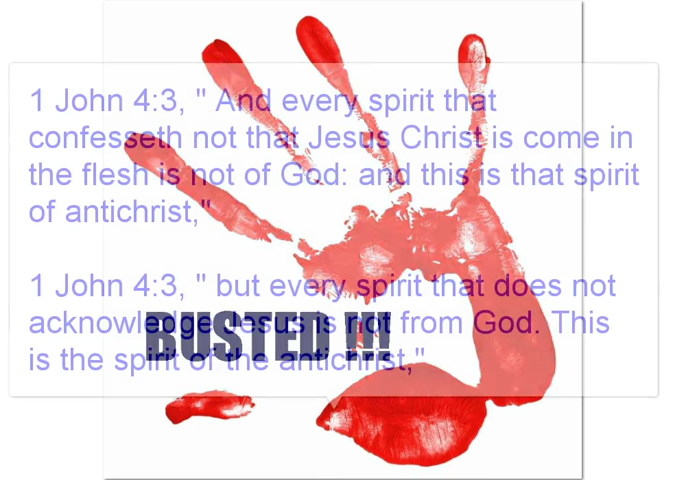 1 John 4:3, " And every spirit that
confesseth not that Jesus Christ is come in
the flesh is not of God: and this is that spirit
of antichrist,"
1 John 4:3, " but every spirit that does not
acknowledge Jesus is not from God. This
is the spirit of the antichrist,"
BUSTED !!!